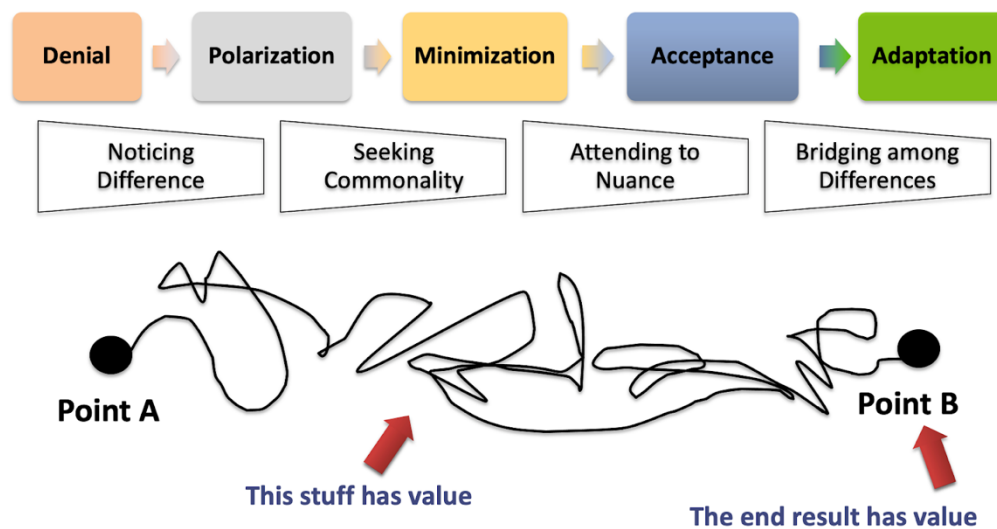 Denial
Polarization
Minimization
Acceptance
Adaptation
Noticing
Difference
Seeking
Commonality
Attending to
Nuance
Bridging among
Differences
Point A
Point B
This stuff has value
The end result has value